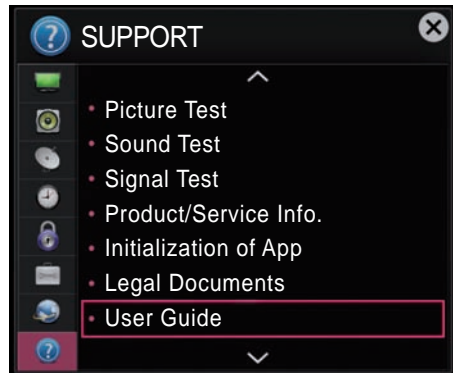 SUPPORT
Picture Test
Sound Test
Signal Test
Product/Service Info.
Initialization of App
Legal Documents
User Guide